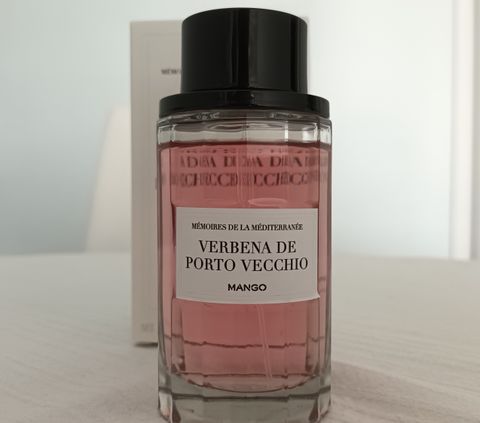 MÉMOIRES DE LA MÉDITERRANÉE
VERBENA DE
PORTO VECCHIO
MANGO